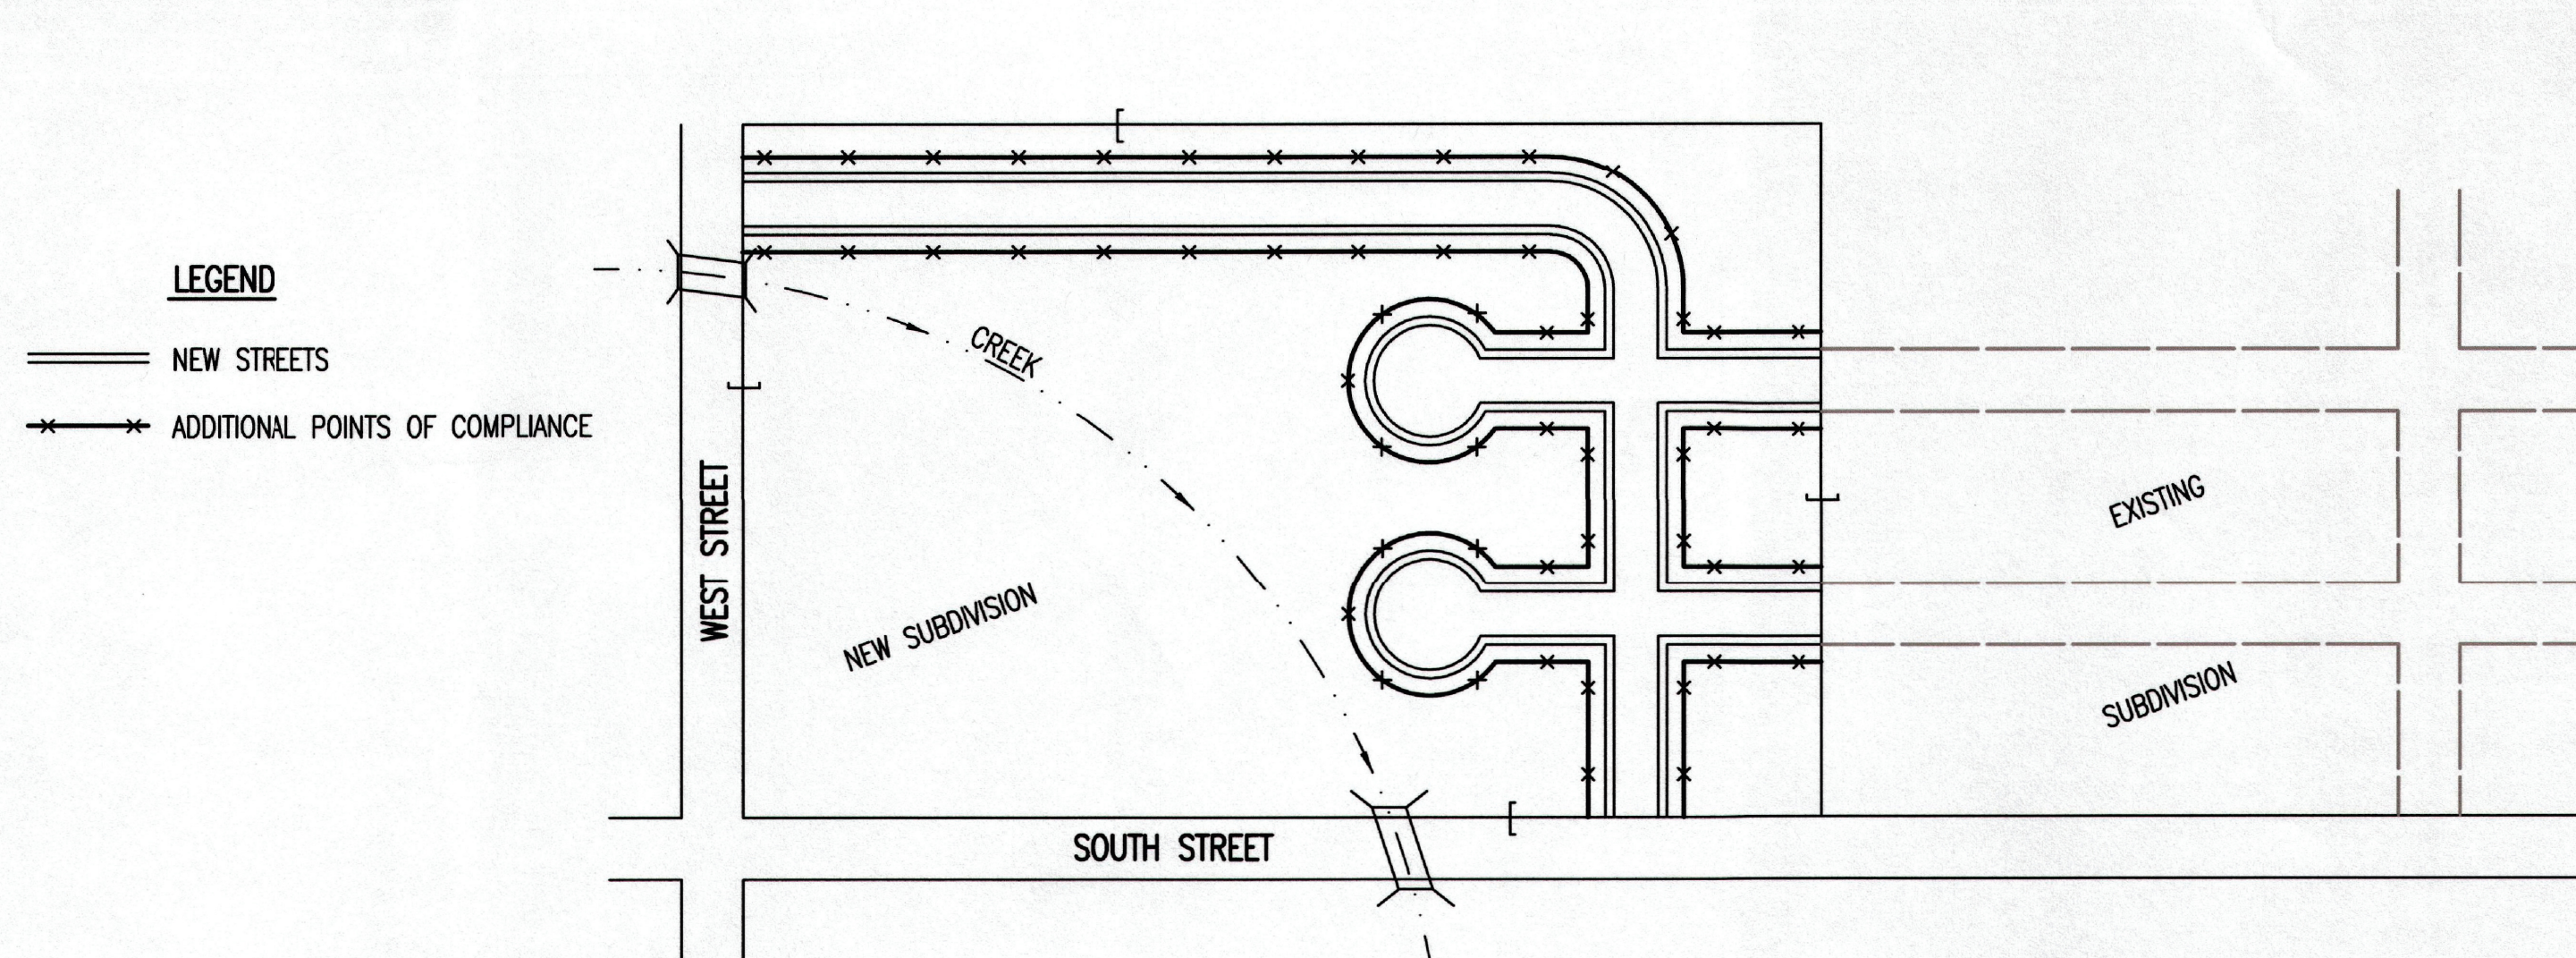 LEGEND
NEW STREETS
ADDITIONAL POINTS OF COMPLIANCE
WEST STREET
CREEK
NEW SUBDIVISION
SOUTH STREET
EXISTING
SUBDIVISION